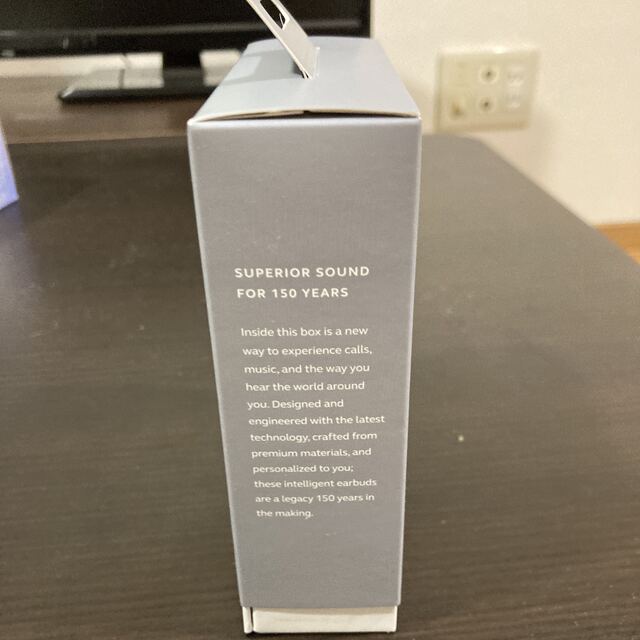 SUPERIOR SOUND
FOR 150 YEARS
Inside this box is a new
way to experience calls,
music, and the way you
hear the world around
you. Designed and
engineered with the latest
technology, crafted from
premium materials, and
personalized to you;
these intelligent earbuds
are a legacy 150 years in
the making.